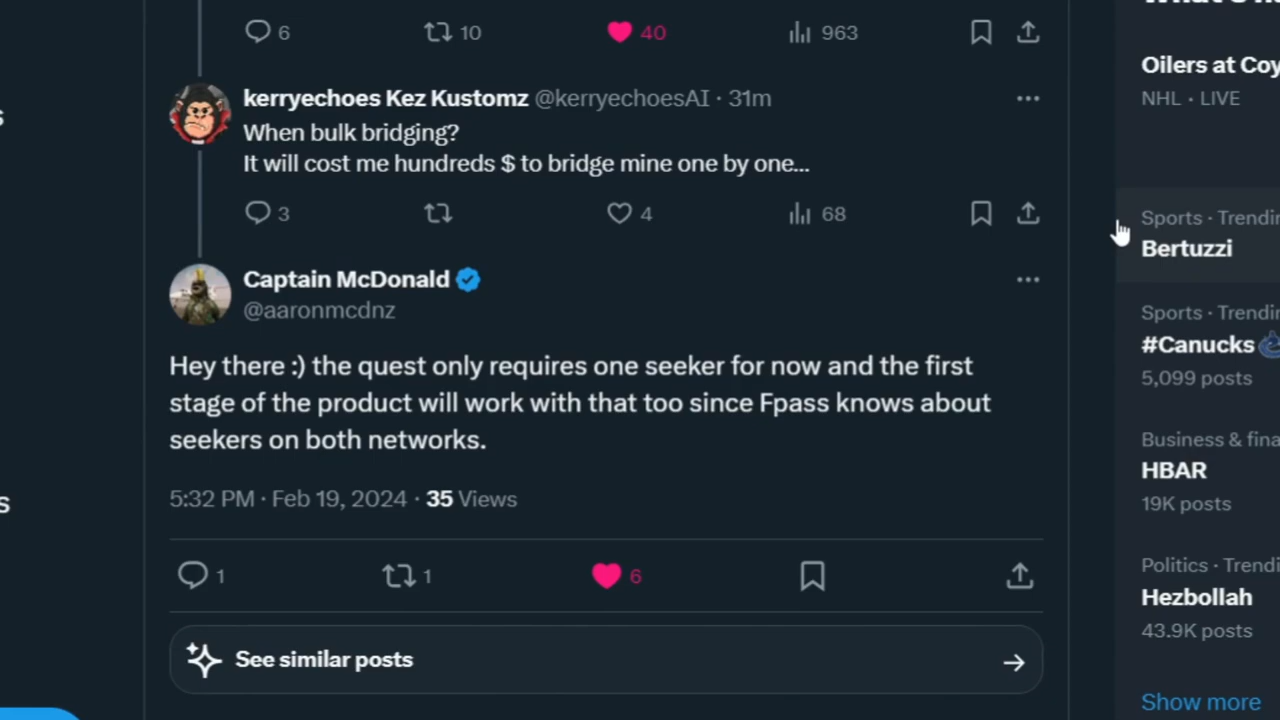 6 10 40 963
kerryechoes Kez Kustomz @kerryechoesAI · 31m
When bulk bridging?
It will cost me hundreds $ to bridge mine one by one...
3 4 68
Captain McDonald
@aaronmcdnz
Hey there :) the quest only requires one seeker for now and the first
stage of the product will work with that too since Fpass knows about
seekers on both networks.
5:32 PM · Feb 19, 2024 · 35 Views
1 1 6
See similar posts
Oilers at Coy
NHL · LIVE
Sports · Trendin
Bertuzzi
Sports · Trendin
#Canucks
5,099 posts
Business & fina
HBAR
19K posts
Politics · Trendi
Hezbollah
43.9K posts
Show more